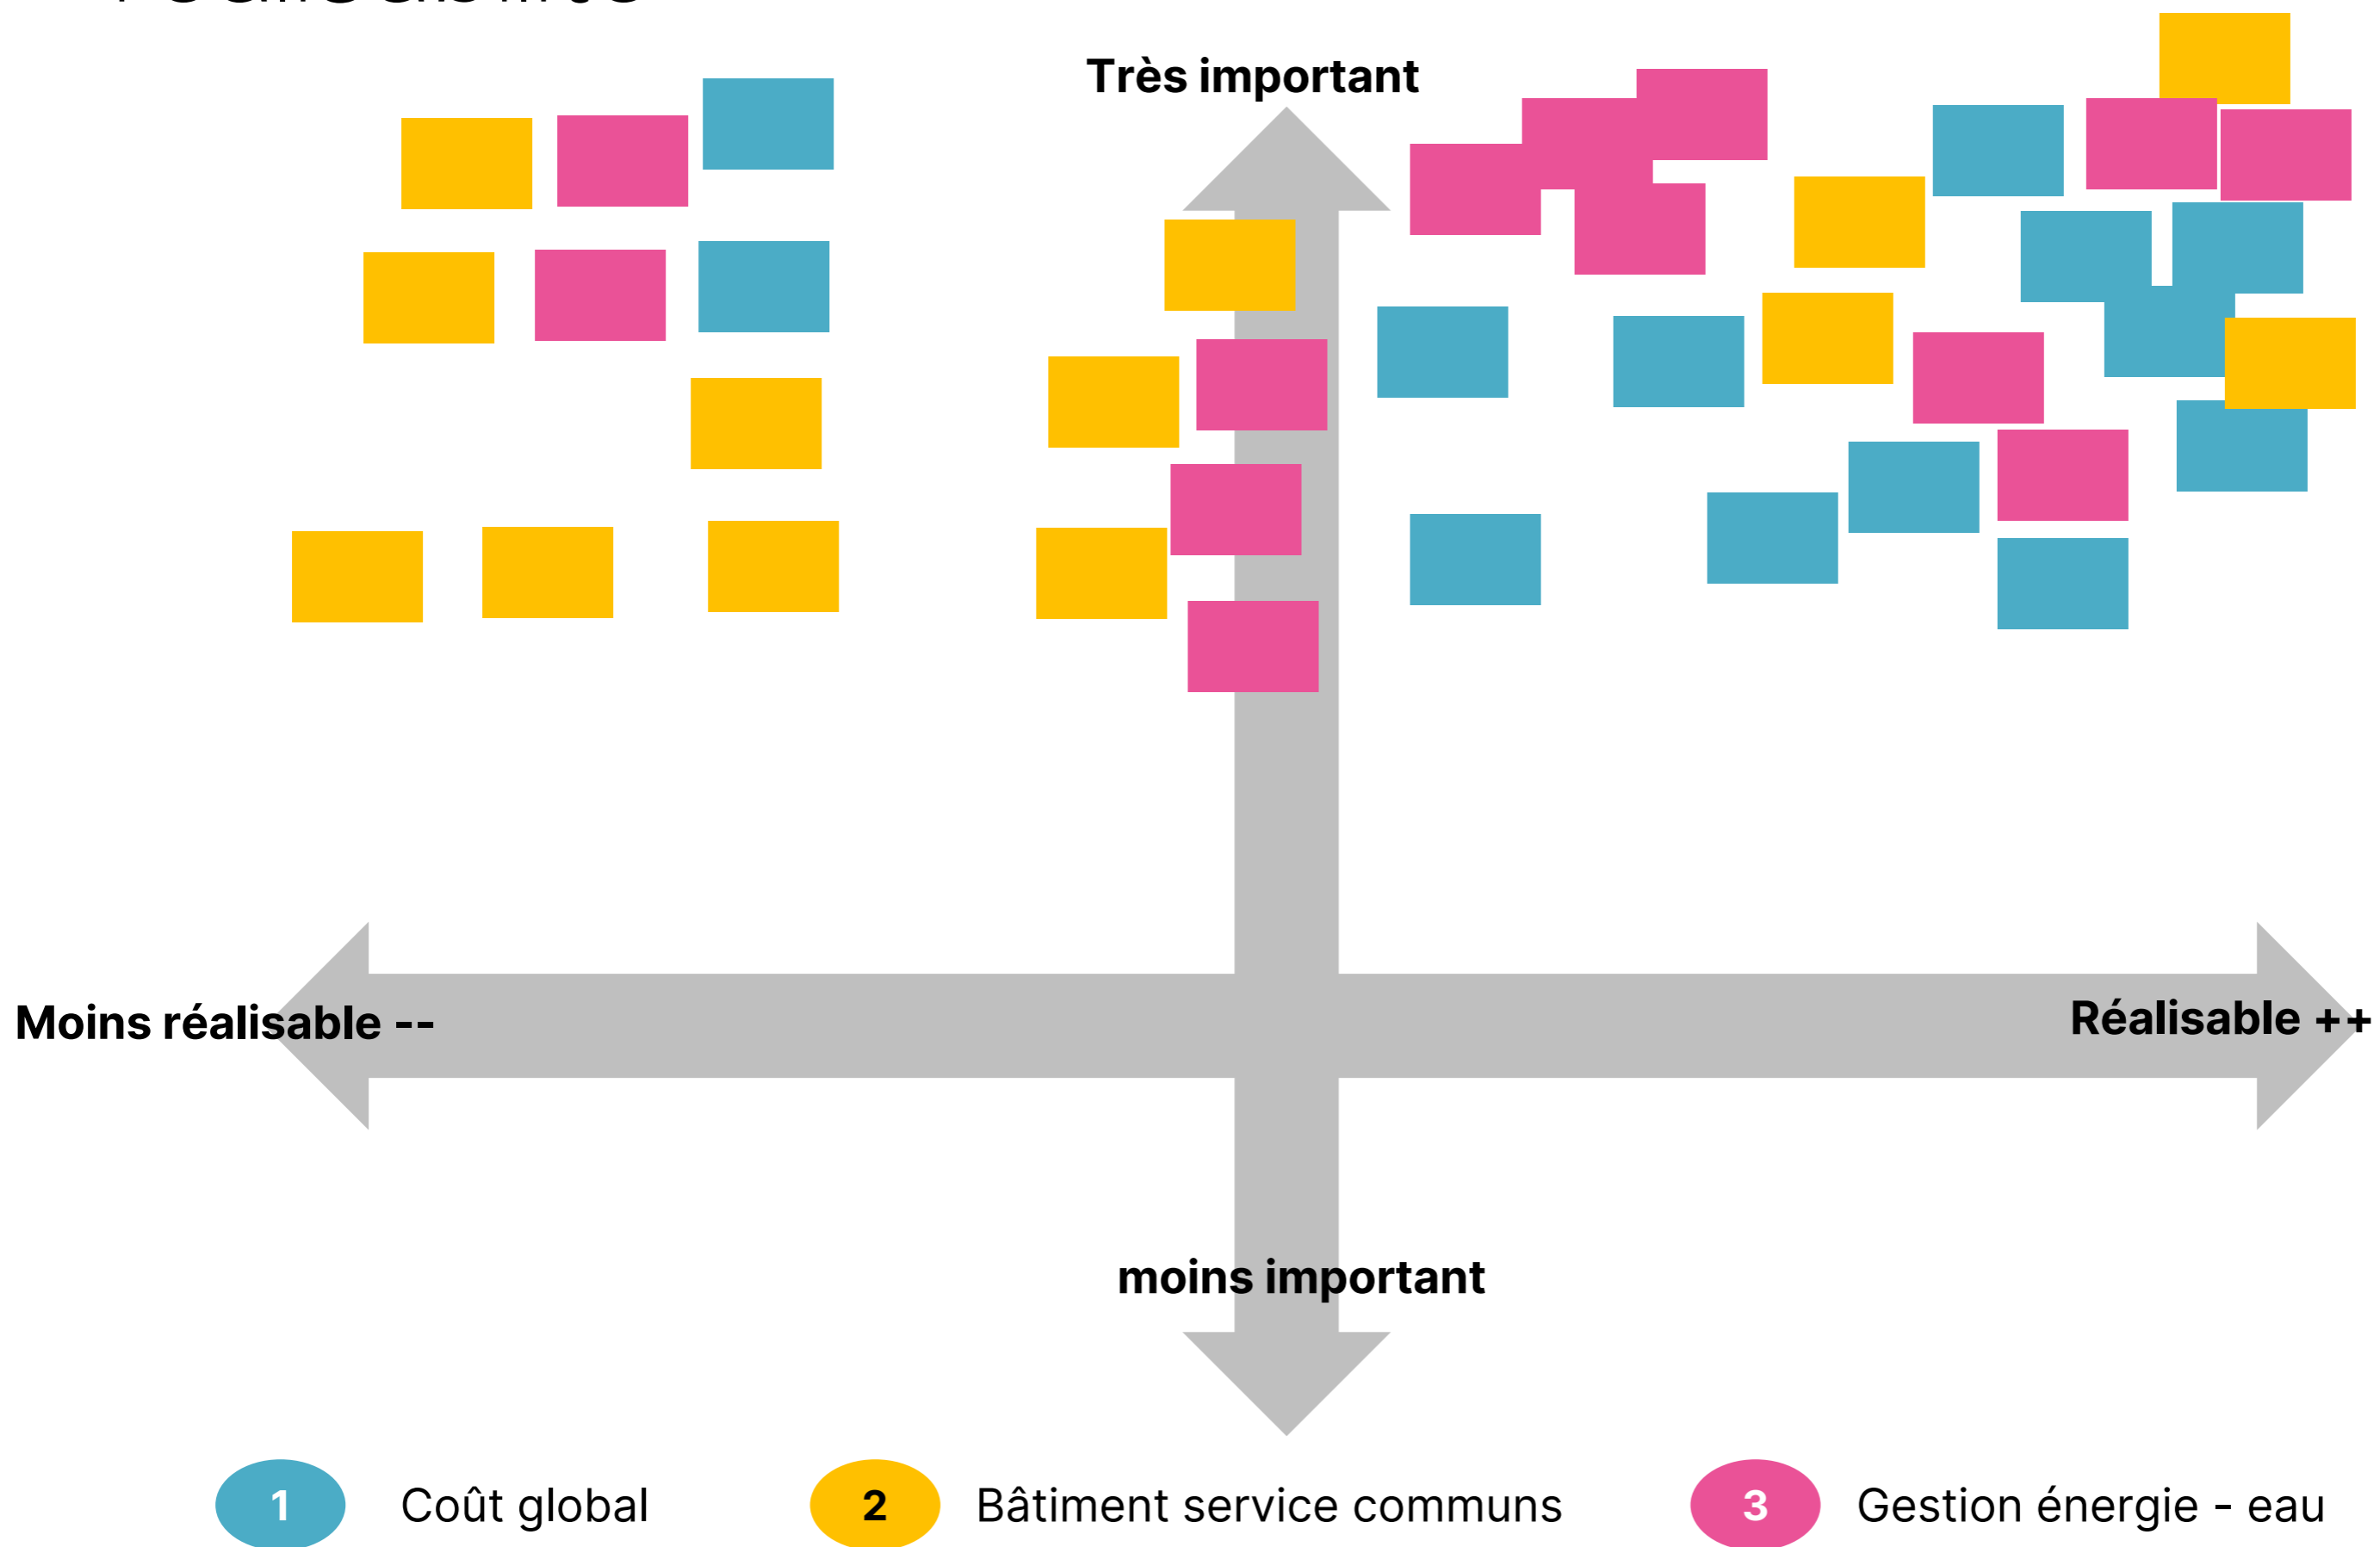 Très important
Moins réalisable --
Réalisable ++
moins important
1 Coût global
2 Bâtiment service communs
3 Gestion énergie - eau